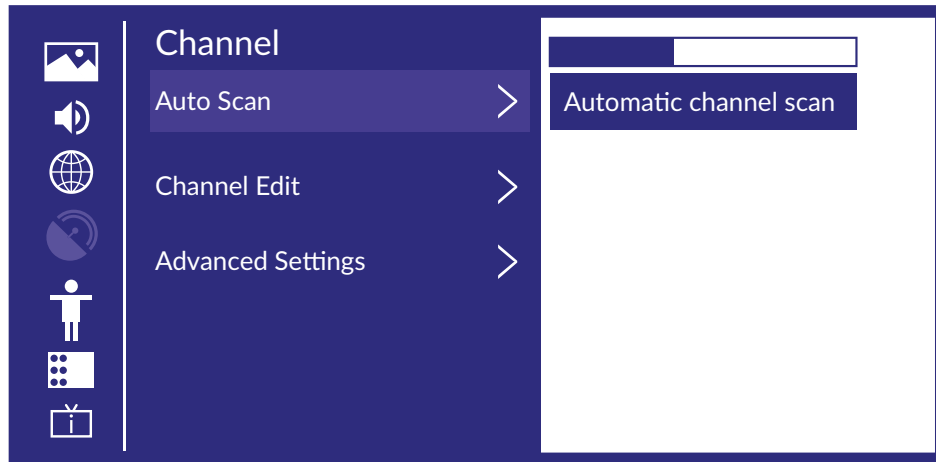 Channel
Auto Scan
Channel Edit
Advanced Settings
Automatic channel scan
i